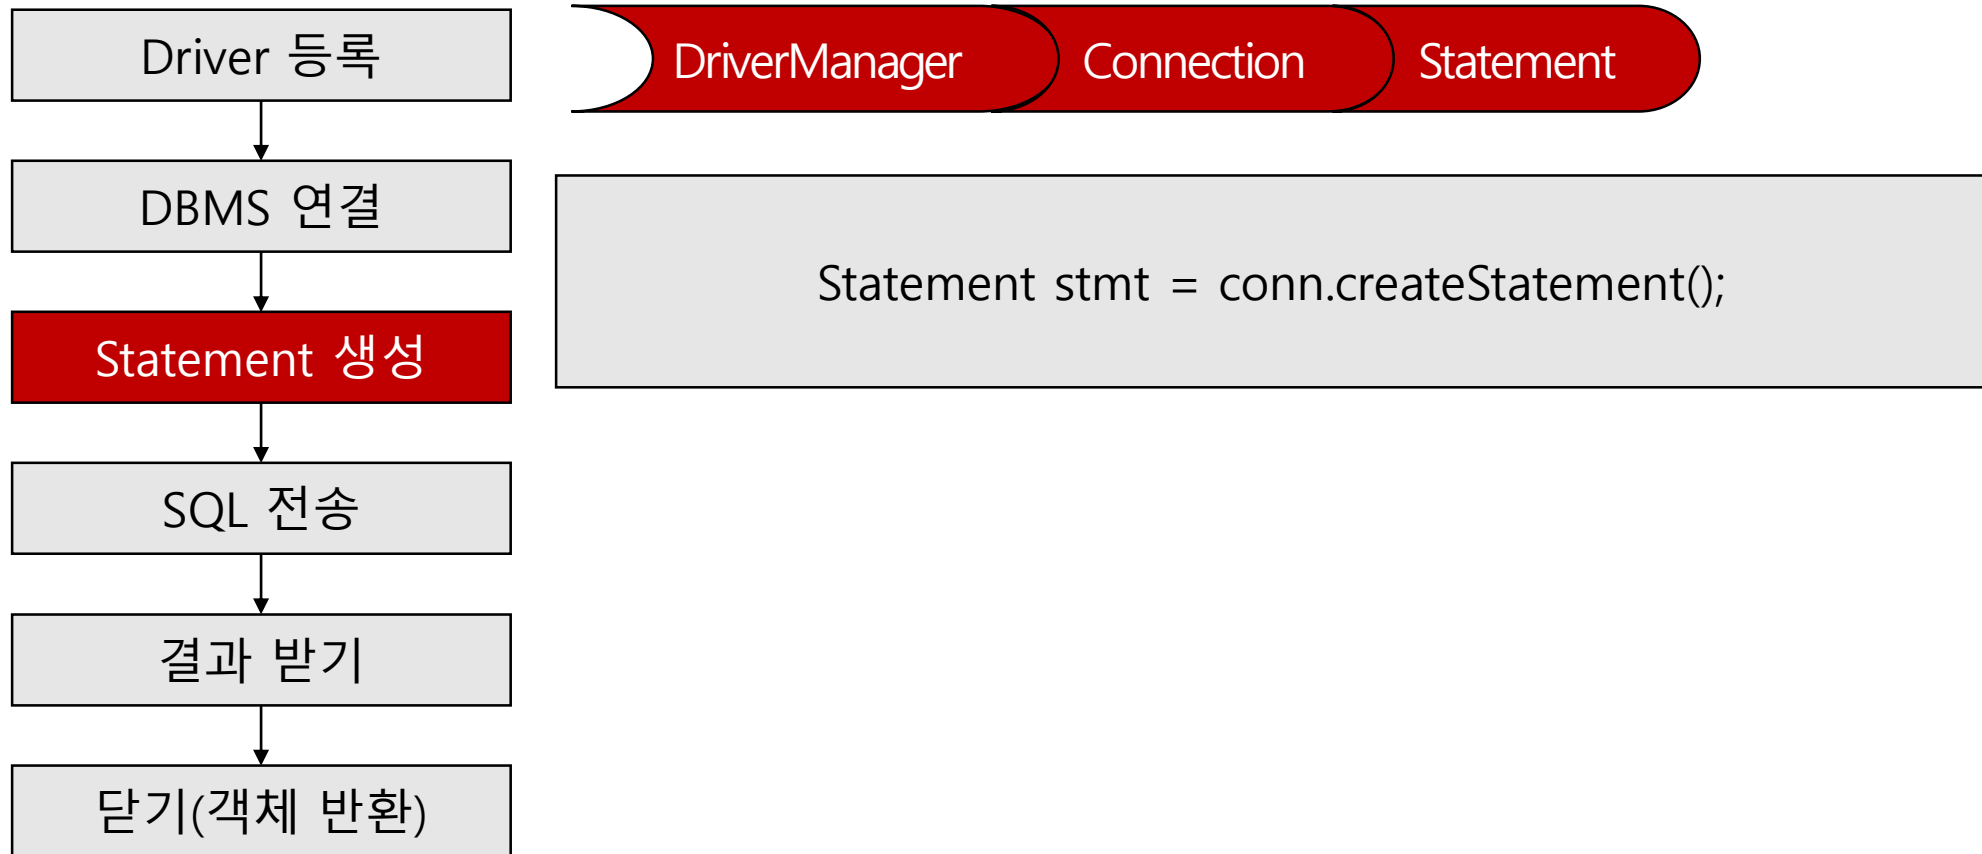 Driver 등록
DBMS 연결
Statement 생성
SQL 전송
결과 받기
닫기(객체 반환)
DriverManager
Connection
Statement
Statement stmt = conn.createStatement();